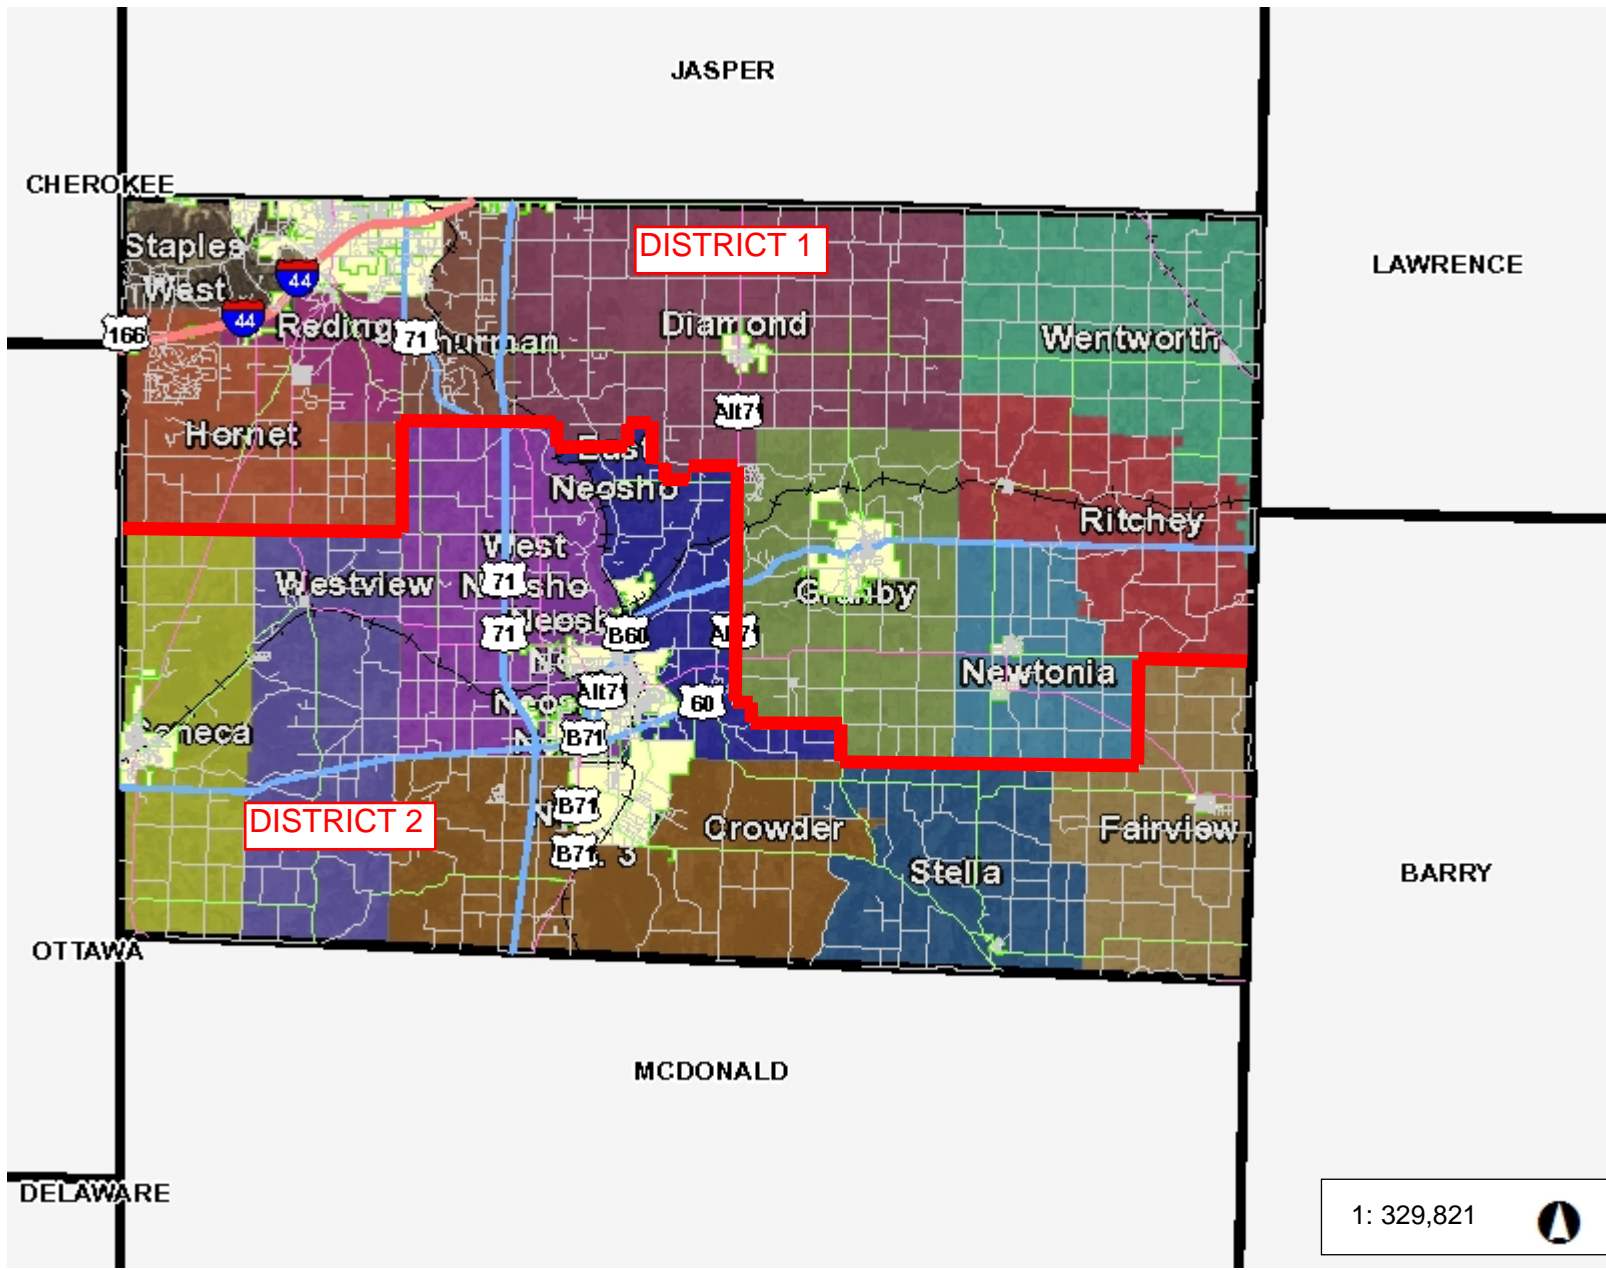 JASPER
CHEROKEE
Staples
DISTRICT 1
LAWRENCE
West
44
44
166
Reding
71
Diamond
Wentworth
Alt71
Hornet
East
Neosho
Ritchey
West
Westview
71
Granby
71
B60
Alt71
Newtonia
Alt71
60
Seneca
B71
DISTRICT 2
B71
Crowder
Fairview
B71
3
Stella
BARRY
OTTAWA
MCDONALD
DELAWARE
1: 329,821